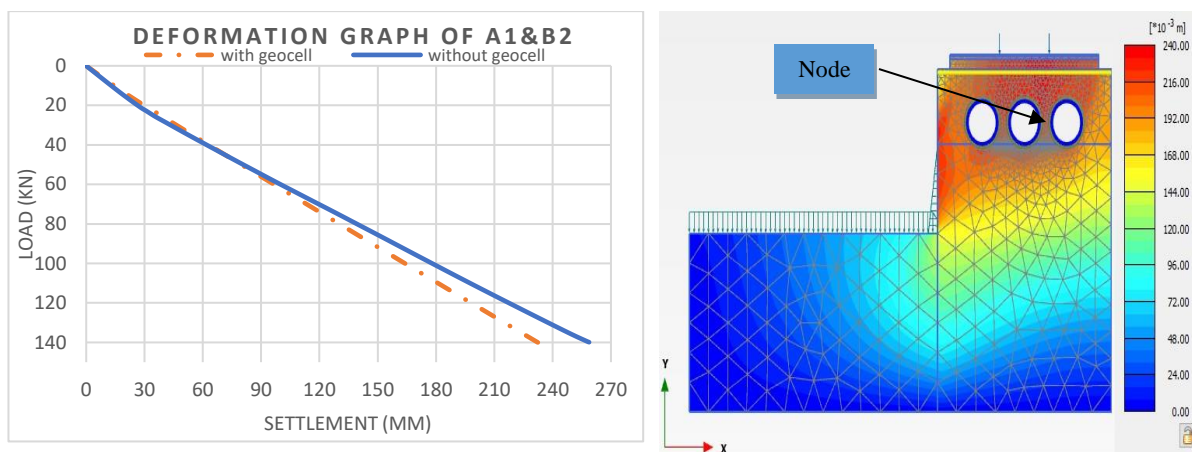 DEFORMATION GRAPH OF A1&B2
with geocell
without geocell
0
20
40
60
80
100
120
140
LOAD (KN)
0 30 60 90 120 150 180 210 240 270
SETTLEMENT (MM)
Node
[*10⁻³ m]
240.00
216.00
192.00
168.00
144.00
120.00
96.00
72.00
48.00
24.00
0.00
Y
X